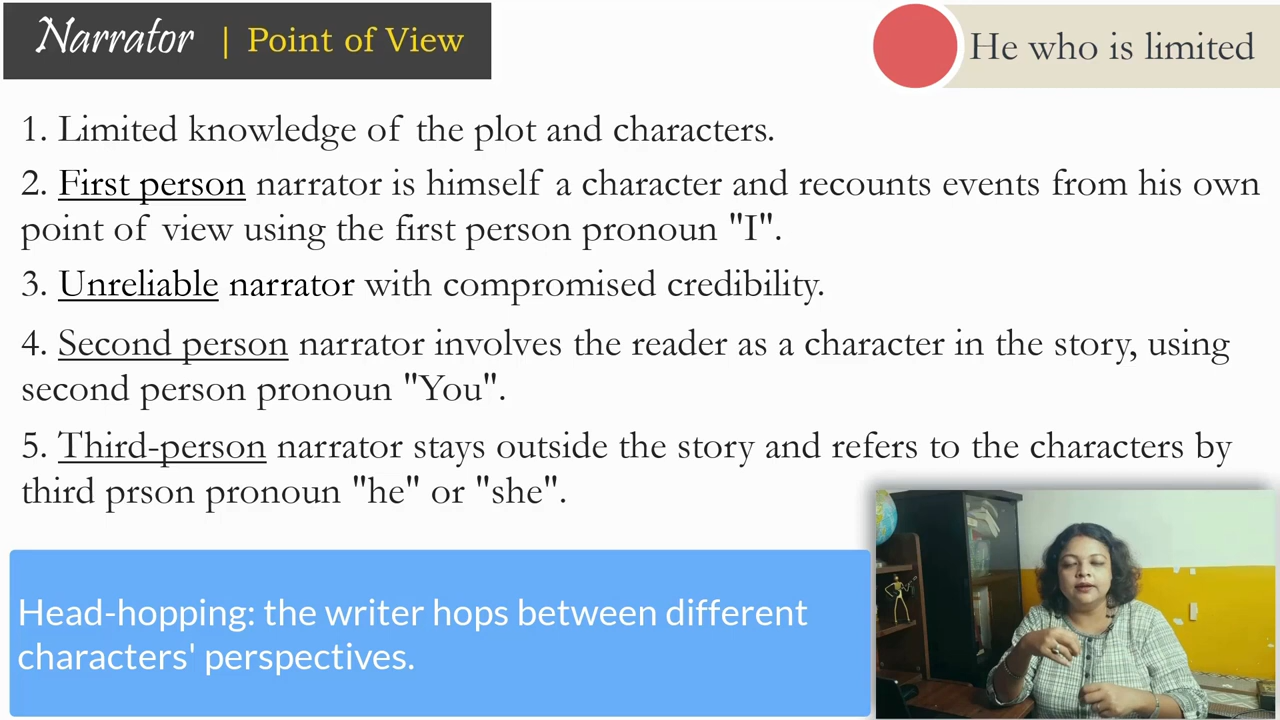 Narrator | Point of View
He who is limited
1. Limited knowledge of the plot and characters.
2. First person narrator is himself a character and recounts events from his own
point of view using the first person pronoun "I".
3. Unreliable narrator with compromised credibility.
4. Second person narrator involves the reader as a character in the story, using
second person pronoun "You".
5. Third-person narrator stays outside the story and refers to the characters by
third prson pronoun "he" or "she".
Head-hopping: the writer hops between different
characters' perspectives.